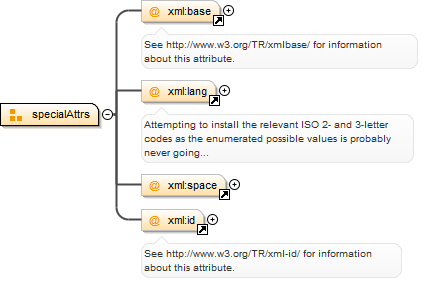 @ xml:base
See http://www.w3.org/TR/xmlbase/ for information
about this attribute.
@ xml:lang
specialAttrs
Attempting to install the relevant ISO 2- and 3-letter
codes as the enumerated possible values is probably
never going...
@ xml:space
@ xml:id
See http://www.w3.org/TR/xml-id/ for information
about this attribute.